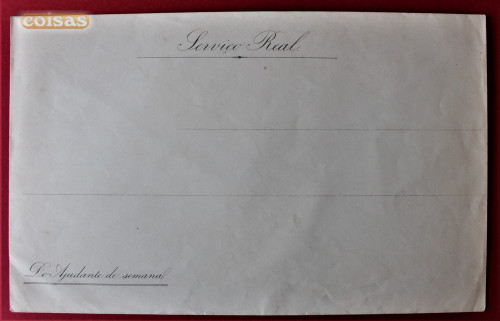 coisas
Serviço Real
Do Ajudante de semana